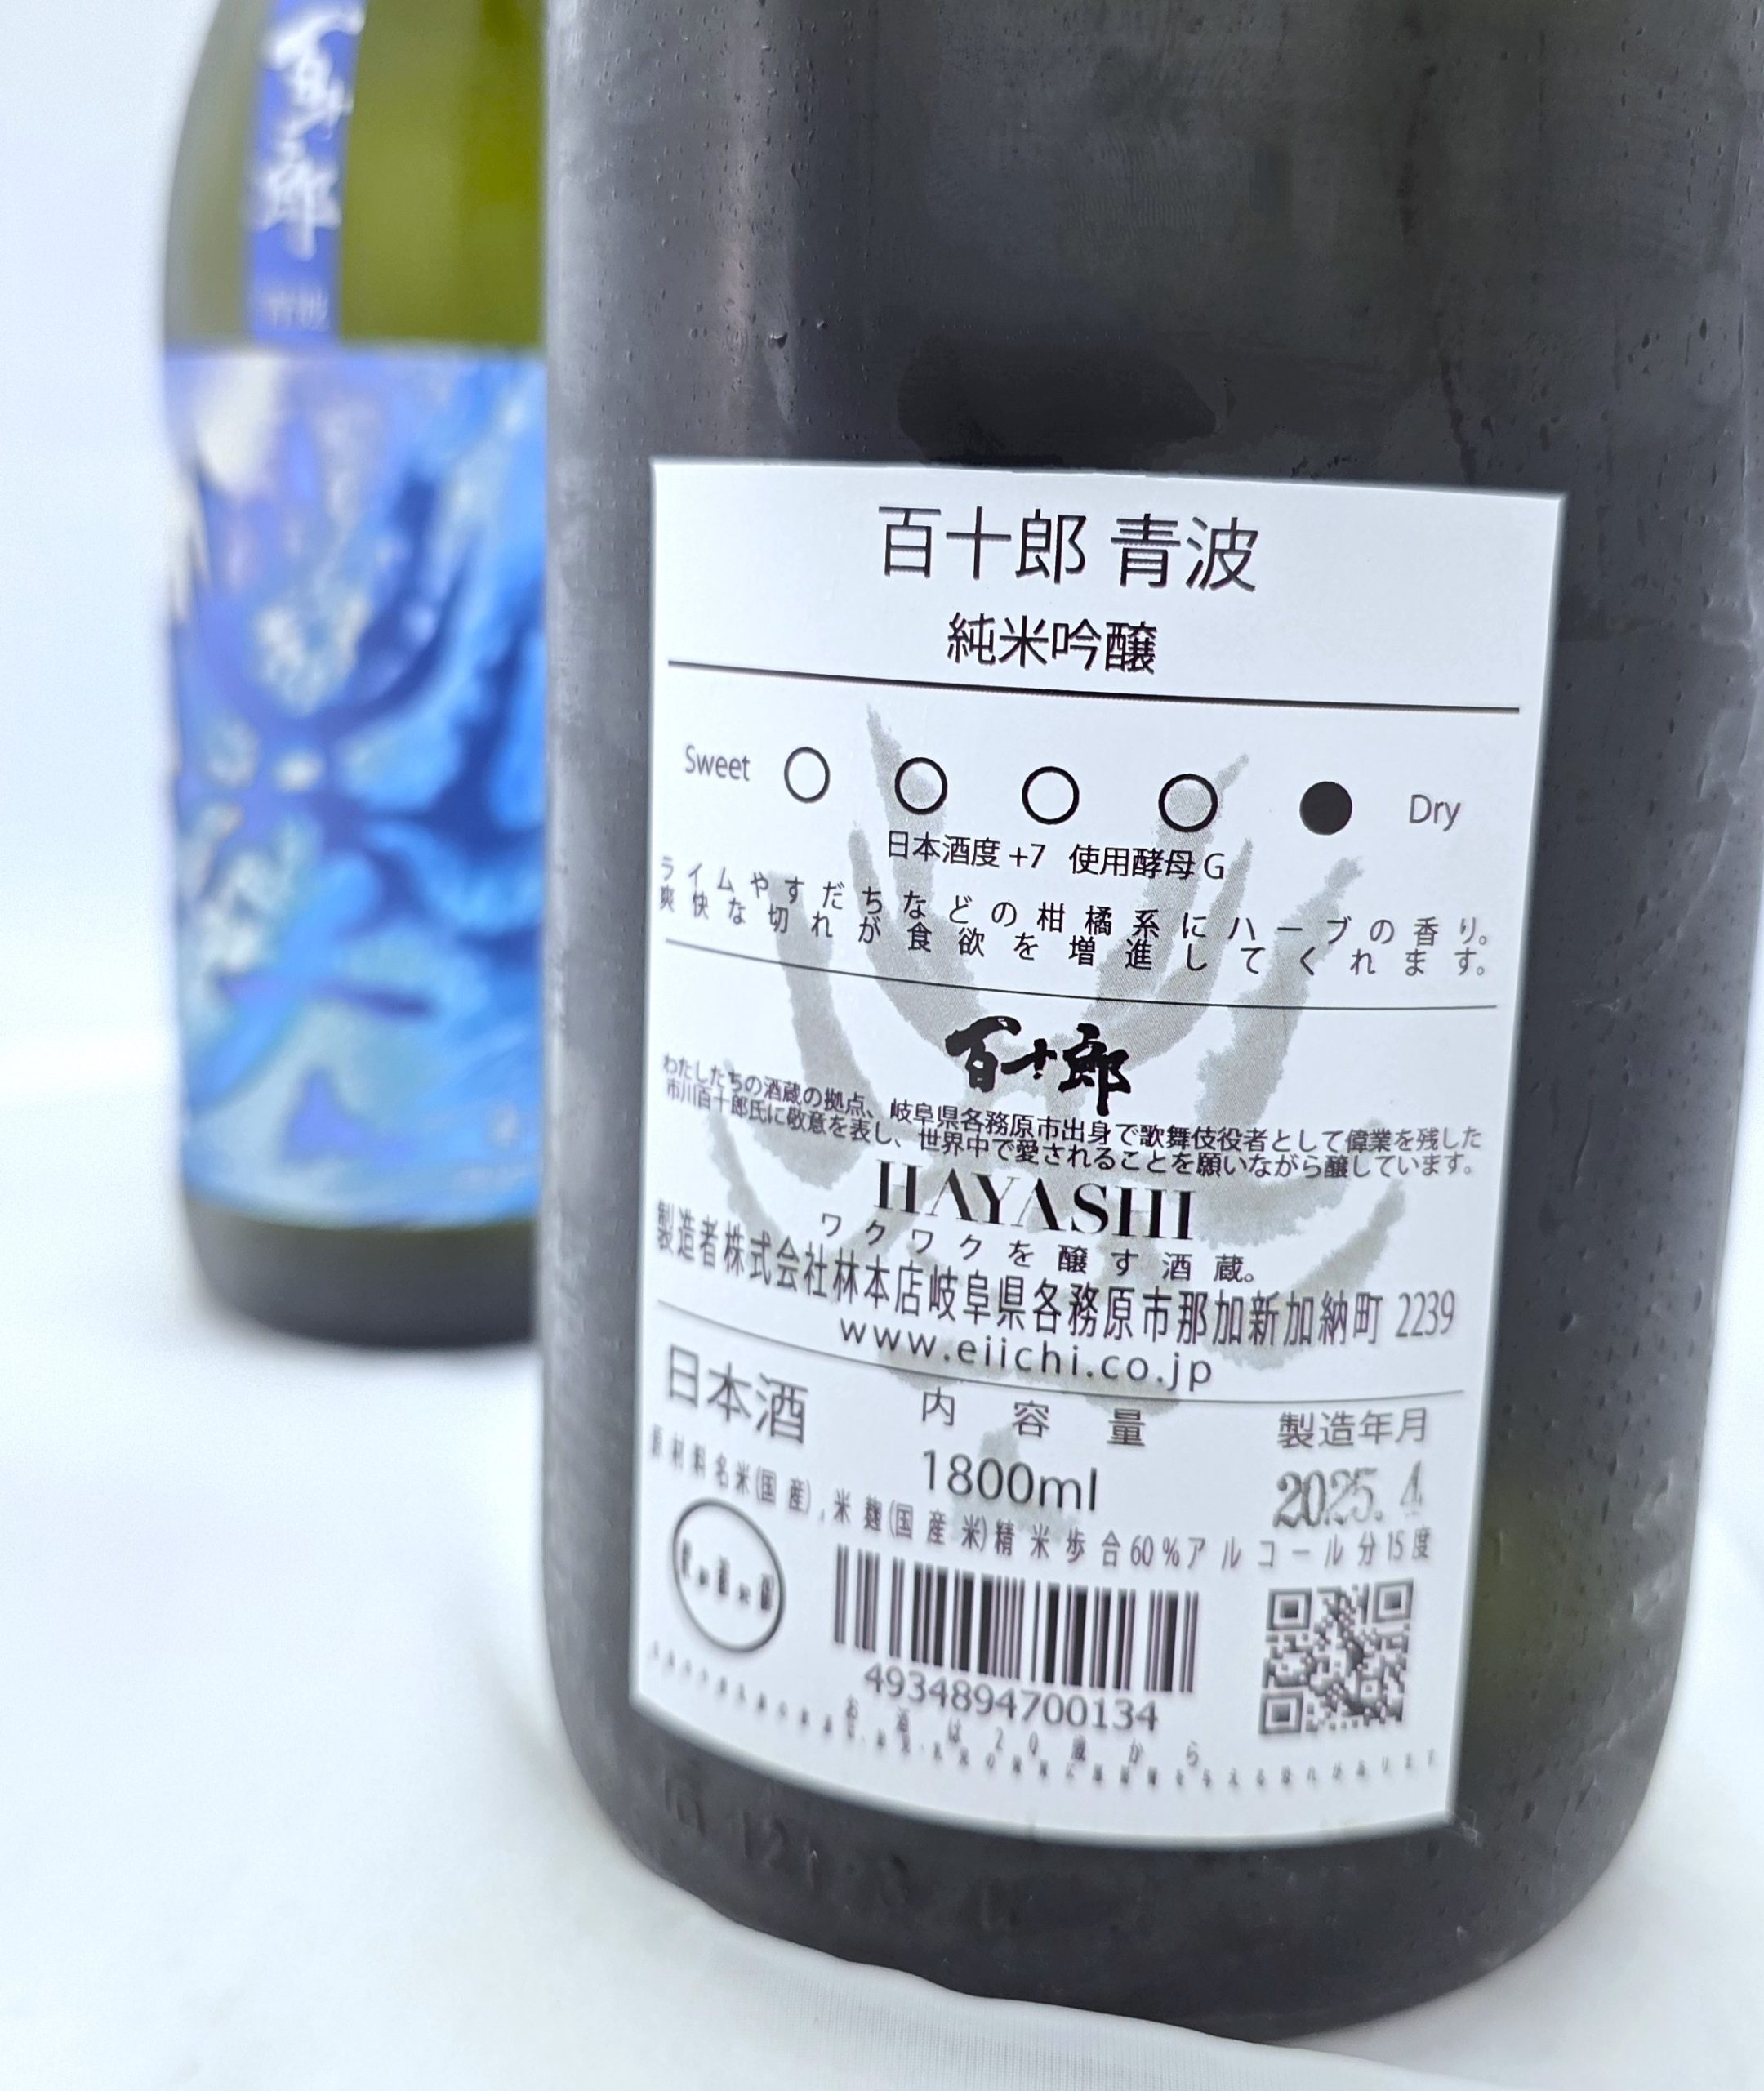 百十郎
百十郎 青波
純米吟醸
Sweet
Dry
日本酒度 +7 使用酵母 G
ライムやすだちなどの柑橘系にハーブの香り。
爽快な切れが食欲を増進してくれます。
百十郎
わたしたちの酒蔵の拠点、岐阜県各務原市出身で歌舞伎役者として偉業を残した
市川百十郎氏に敬意を表し、世界中で愛されることを願いながら醸しています。
HAYASHI
ワクワクを醸す酒蔵。
製造者株式会社林本店岐阜県各務原市那加新加納町 2239
www.eiichi.co.jp
日本酒
内容量
製造年月
1800ml
2025. 4
原材料名米(国産),米麹(国産米)精米歩合60%アルコール分15度
4934894700134
お酒は20歳から